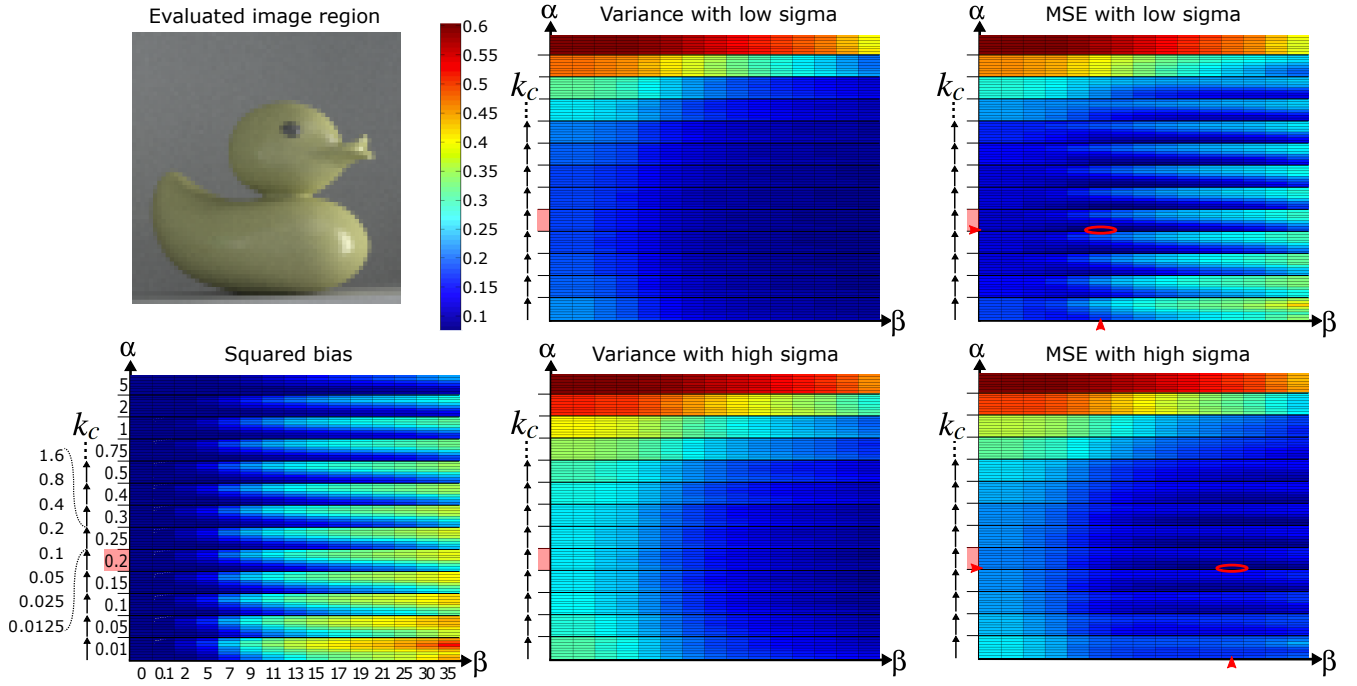 Evaluated image region
0.6
0.55
0.5
0.45
0.4
0.35
0.3
0.25
0.2
0.15
0.1
Variance with low sigma
α
k_c
β
MSE with low sigma
α
k_c
β
Squared bias
α
k_c
1.6
0.8
0.4
0.2
0.1
0.05
0.025
0.0125
5
2
1
0.75
0.5
0.4
0.3
0.25
0.2
0.15
0.1
0.05
0.01
0 0.1 2 5 7 9 11 13 15 17 19 21 25 30 35
β
Variance with high sigma
α
k_c
β
MSE with high sigma
α
k_c
β